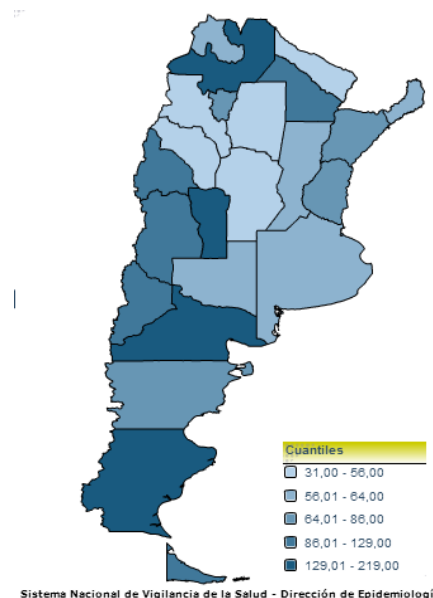 Cuantiles
31,00 - 56,00
56,01 - 64,00
64,01 - 86,00
86,01 - 129,00
129,01 - 219,00
Sistema Nacional de Vigilancia de la Salud - Dirección de Epidemiologí